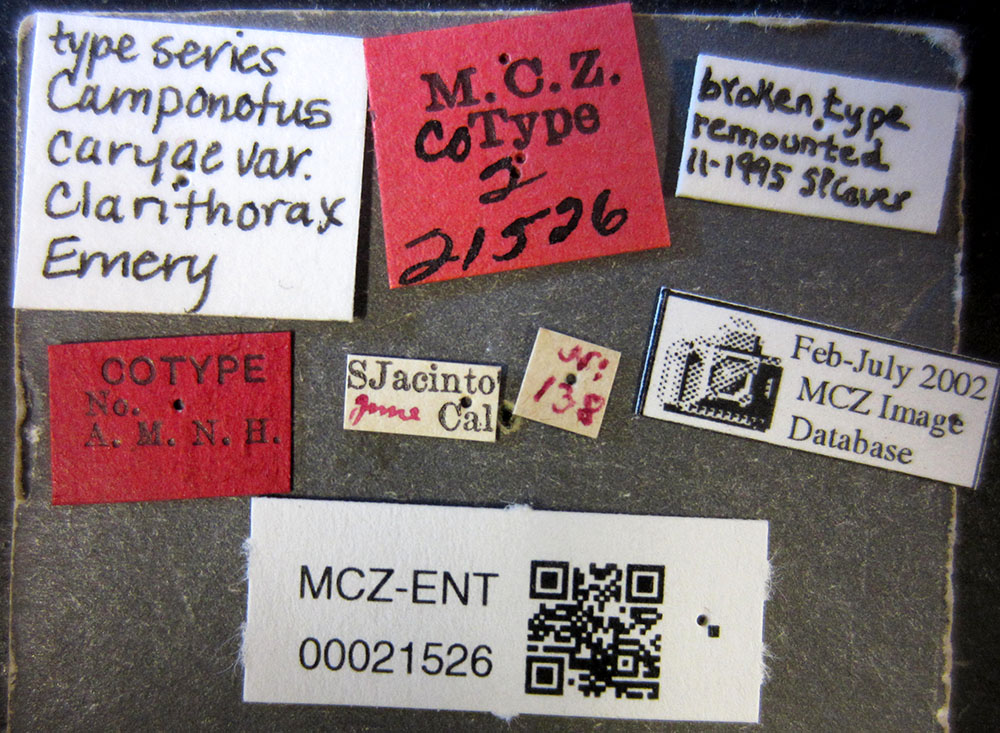 type series
Camponotus
caryae var.
Clarithorax
Emery
M.C.Z.
CoType
2
21526
broken type
remounted
11-1995 SPCover
COTYPE
No.
A. M. N. H.
SJacinto
June Cal
No:
138
Feb-July 2002
MCZ Image
Database
MCZ-ENT
00021526